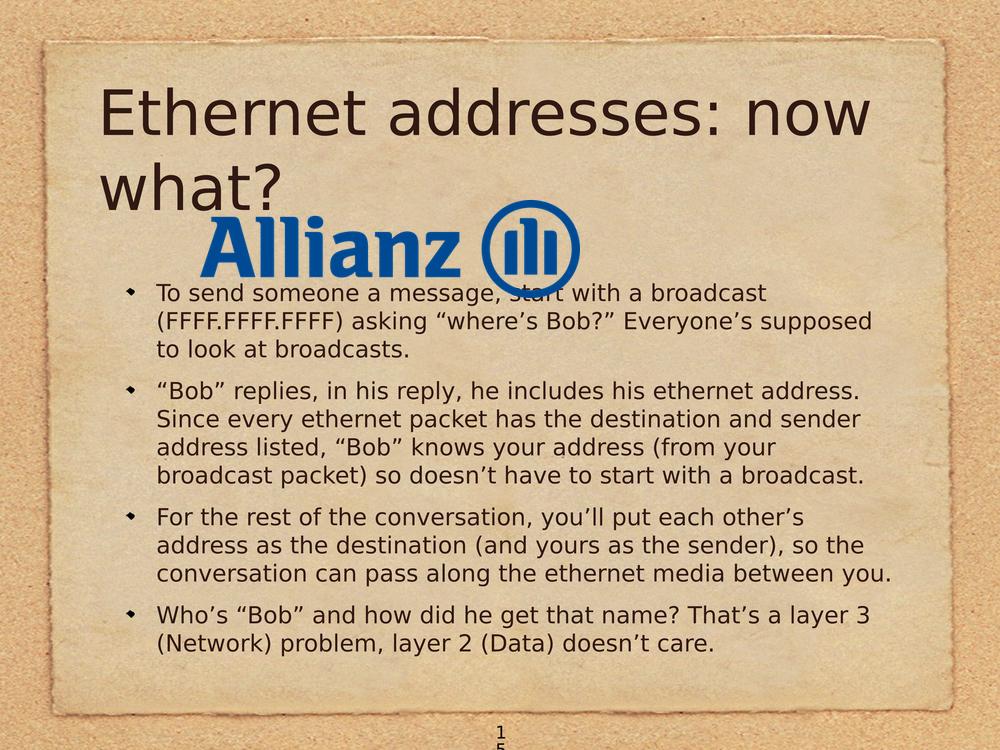 Ethernet addresses: now
what?
Allianz
To send someone a message, start with a broadcast
(FFFF.FFFF.FFFF) asking “where’s Bob?” Everyone’s supposed
to look at broadcasts.
“Bob” replies, in his reply, he includes his ethernet address.
Since every ethernet packet has the destination and sender
address listed, “Bob” knows your address (from your
broadcast packet) so doesn’t have to start with a broadcast.
For the rest of the conversation, you’ll put each other’s
address as the destination (and yours as the sender), so the
conversation can pass along the ethernet media between you.
Who’s “Bob” and how did he get that name? That’s a layer 3
(Network) problem, layer 2 (Data) doesn’t care.
1
5